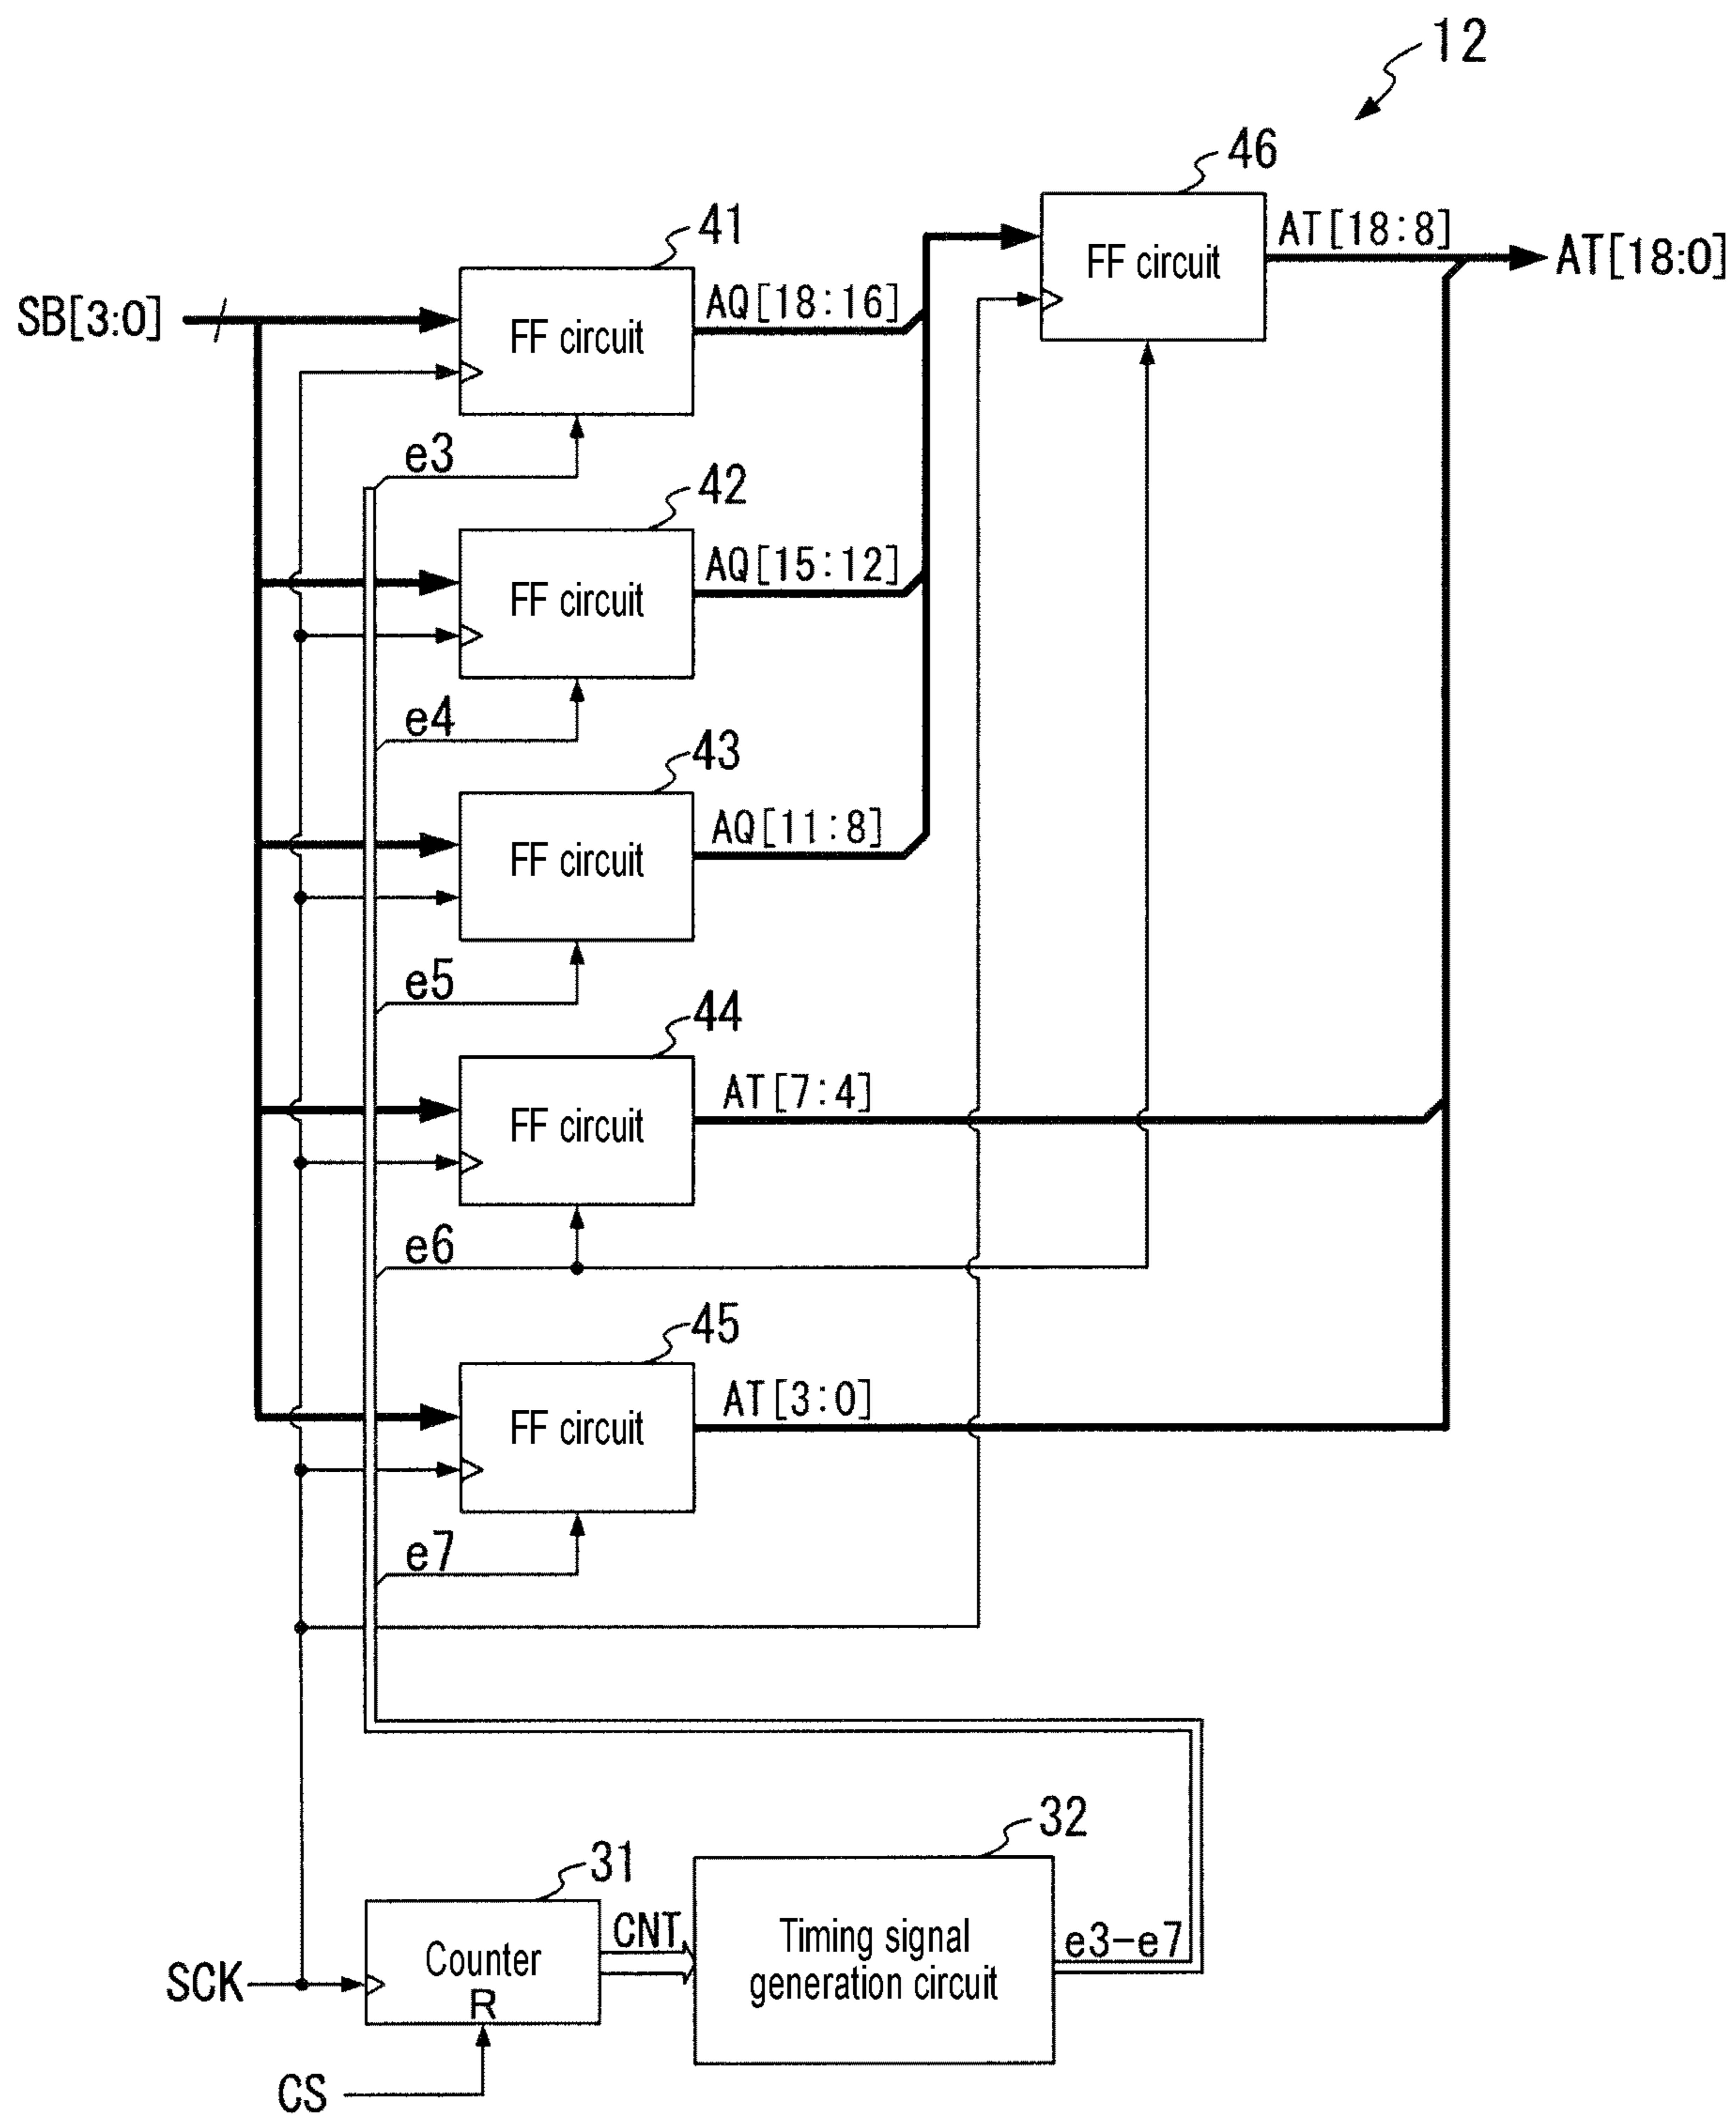 12
46
41
AT[18:8]
AT[18:0]
FF circuit
SB[3:0]
FF circuit
AQ[18:16]
e3
42
FF circuit
AQ[15:12]
e4
43
FF circuit
AQ[11:8]
e5
44
FF circuit
AT[7:4]
e6
45
FF circuit
AT[3:0]
e7
32
31
SCK
Counter
R
CNT
Timing signal
generation circuit
e3-e7
CS